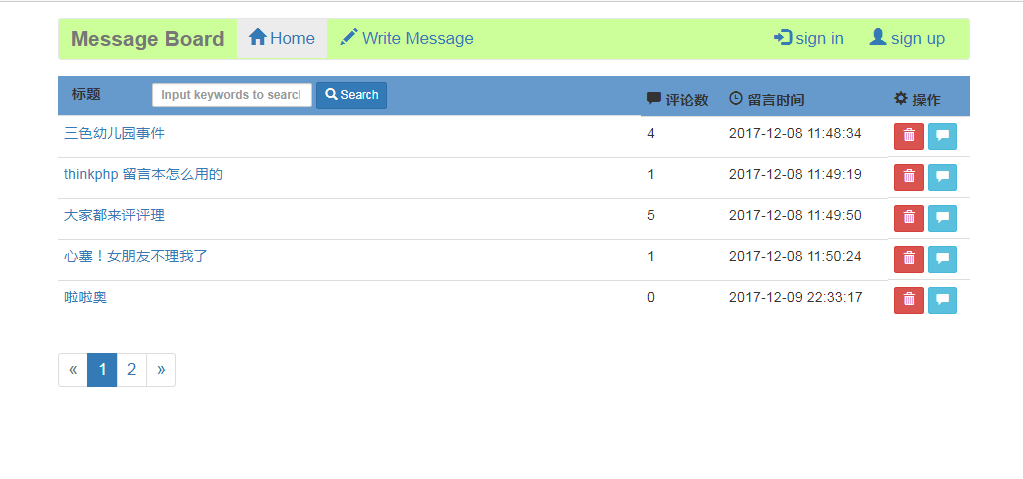 Message Board Home Write Message sign in sign up
标题 Input keywords to search Search 评论数 留言时间 操作
三色幼儿园事件 4 2017-12-08 11:48:34
thinkphp 留言本怎么用的 1 2017-12-08 11:49:19
大家都来评评理 5 2017-12-08 11:49:50
心塞！女朋友不理我了 1 2017-12-08 11:50:24
啦啦奥 0 2017-12-09 22:33:17
« 1 2 »